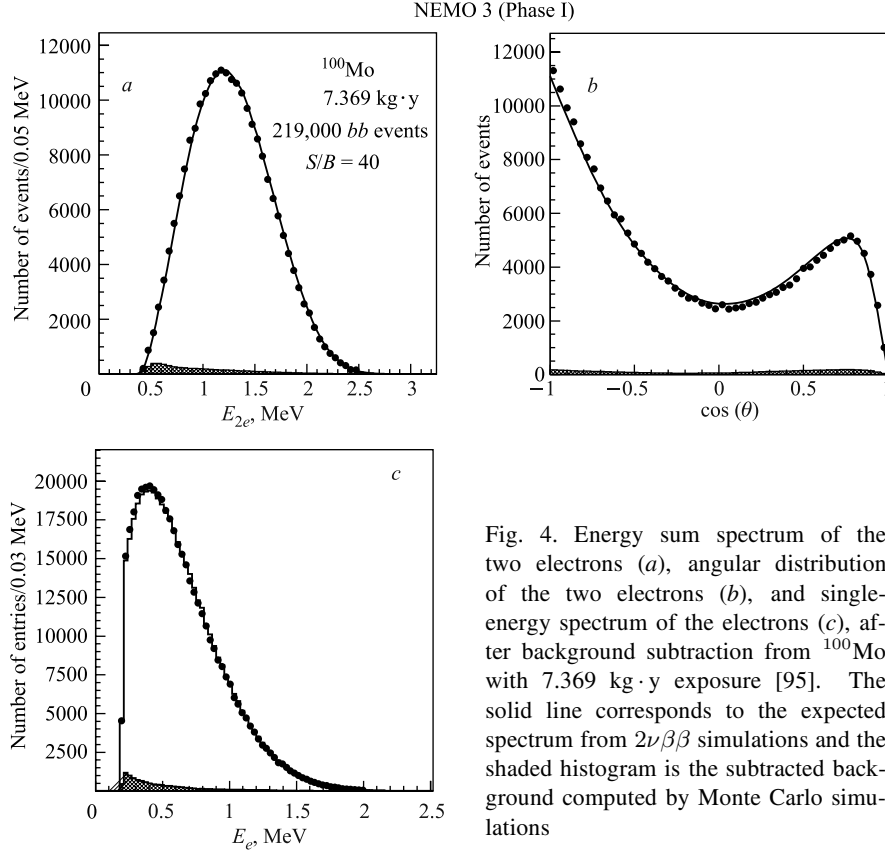 NEMO 3 (Phase I)
Number of events/0.05 MeV
12000
10000
8000
6000
4000
2000
0
0.5
1
1.5
2
2.5
3
E2e, MeV
a
100Mo
7.369 kg·y
219,000 bb events
S/B = 40
Number of events
12000
10000
8000
6000
4000
2000
0
−1
−0.5
0
0.5
1
cos (θ)
b
Number of entries/0.03 MeV
20000
17500
15000
12500
10000
7500
5000
2500
0
0.5
1
1.5
2
2.5
Ee, MeV
c
Fig. 4. Energy sum spectrum of the
two electrons (a), angular distribution
of the two electrons (b), and single-
energy spectrum of the electrons (c), af-
ter background subtraction from 100Mo
with 7.369 kg·y exposure [95]. The
solid line corresponds to the expected
spectrum from 2νββ simulations and the
shaded histogram is the subtracted back-
ground computed by Monte Carlo simu-
lations